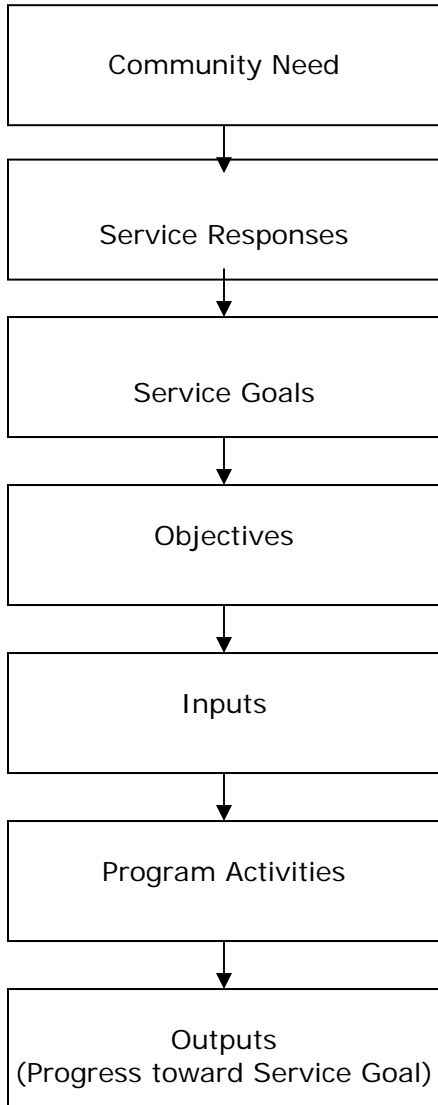 Community Need
Service Responses
Service Goals
Objectives
Inputs
Program Activities
Outputs
(Progress toward Service Goal)